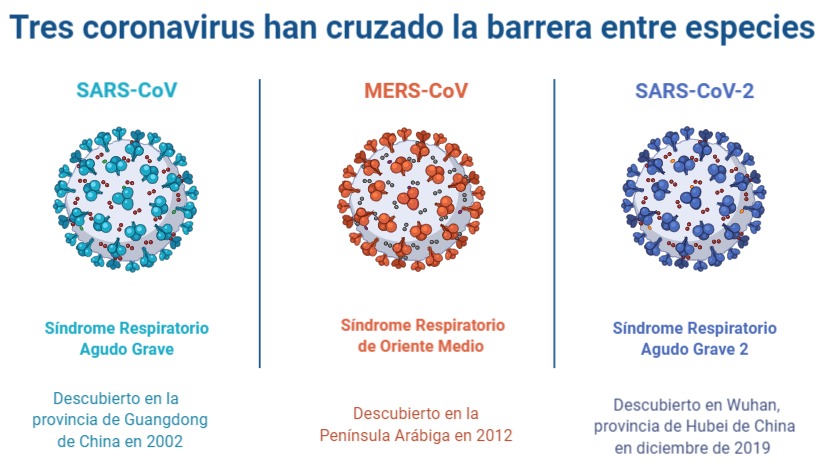 Tres coronavirus han cruzado la barrera entre especies
SARS-CoV
Síndrome Respiratorio
Agudo Grave
Descubierto en la
provincia de Guangdong
de China en 2002
MERS-CoV
Síndrome Respiratorio
de Oriente Medio
Descubierto en la
Península Arábiga en 2012
SARS-CoV-2
Síndrome Respiratorio
Agudo Grave 2
Descubierto en Wuhan,
provincia de Hubei de China
en diciembre de 2019